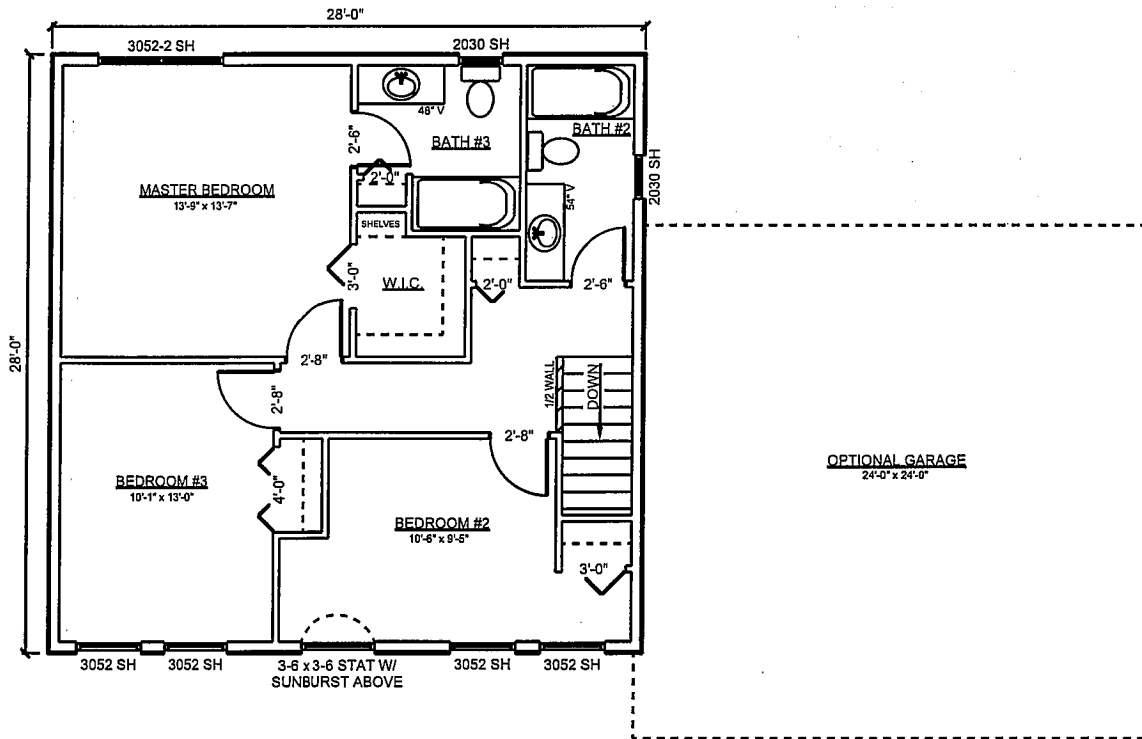 28'-0"
3052-2 SH
2030 SH
48" V
BATH #3
BATH #2
2'-6"
2'-0"
2030 SH
MASTER BEDROOM
13'-9" x 13'-7"
54" V
SHELVES
3'-0"
W.I.C.
2'-0"
2'-6"
28'-0"
2'-8"
2'-8"
1/2 WALL
DOWN
2'-8"
OPTIONAL GARAGE
24'-0" x 24'-0"
BEDROOM #3
10'-1" x 13'-0"
4'-0"
BEDROOM #2
10'-6" x 9'-5"
3'-0"
3052 SH
3052 SH
3-6 x 3-6 STAT W/
SUNBURST ABOVE
3052 SH
3052 SH